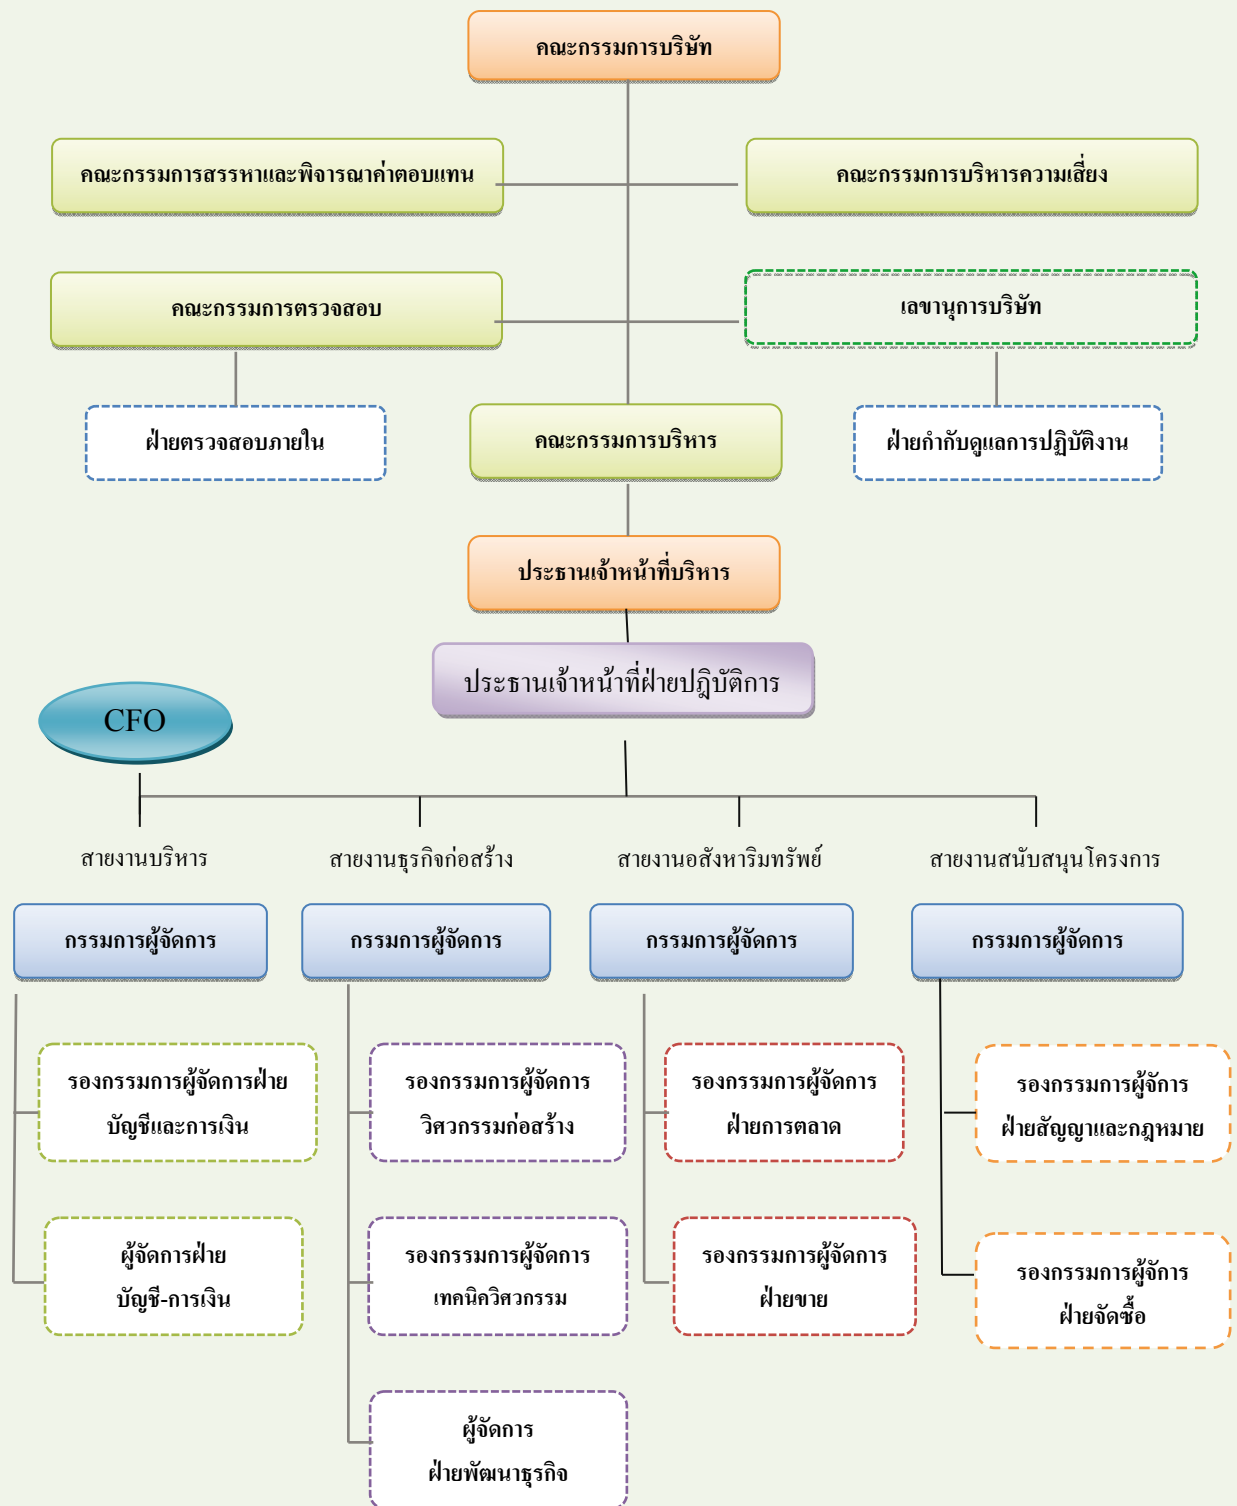 คณะกรรมการบริษัท
คณะกรรมการสรรหาและพิจารณาค่าตอบแทน
คณะกรรมการบริหารความเสี่ยง
คณะกรรมการตรวจสอบ
เลขานุการบริษัท
ฝ่ายตรวจสอบภายใน
คณะกรรมการบริหาร
ฝ่ายกำกับดูแลการปฏิบัติงาน
ประธานเจ้าหน้าที่บริหาร
ประธานเจ้าหน้าที่ฝ่ายปฎิบัติการ
CFO
สายงานบริหาร
สายงานธุรกิจก่อสร้าง
สายงานอสังหาริมทรัพย์
สายงานสนับสนุนโครงการ
กรรมการผู้จัดการ
กรรมการผู้จัดการ
กรรมการผู้จัดการ
กรรมการผู้จัดการ
รองกรรมการผู้จัดการฝ่าย
บัญชีและการเงิน
รองกรรมการผู้จัดการ
วิศวกรรมก่อสร้าง
รองกรรมการผู้จัดการ
ฝ่ายการตลาด
รองกรรมการผู้จัการ
ฝ่ายสัญญาและกฎหมาย
ผู้จัดการฝ่าย
บัญชี-การเงิน
รองกรรมการผู้จัดการ
เทคนิควิศวกรรม
รองกรรมการผู้จัดการ
ฝ่ายขาย
รองกรรมการผู้จัการ
ฝ่ายจัดซื้อ
ผู้จัดการ
ฝ่ายพัฒนาธุรกิจ